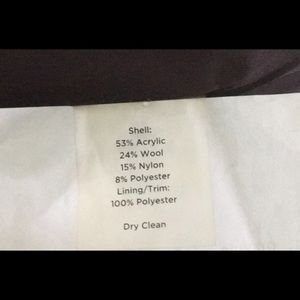 Shell:
53% Acrylic
24% Wool
15% Nylon
8% Polyester
Lining/Trim:
100% Polyester
Dry Clean